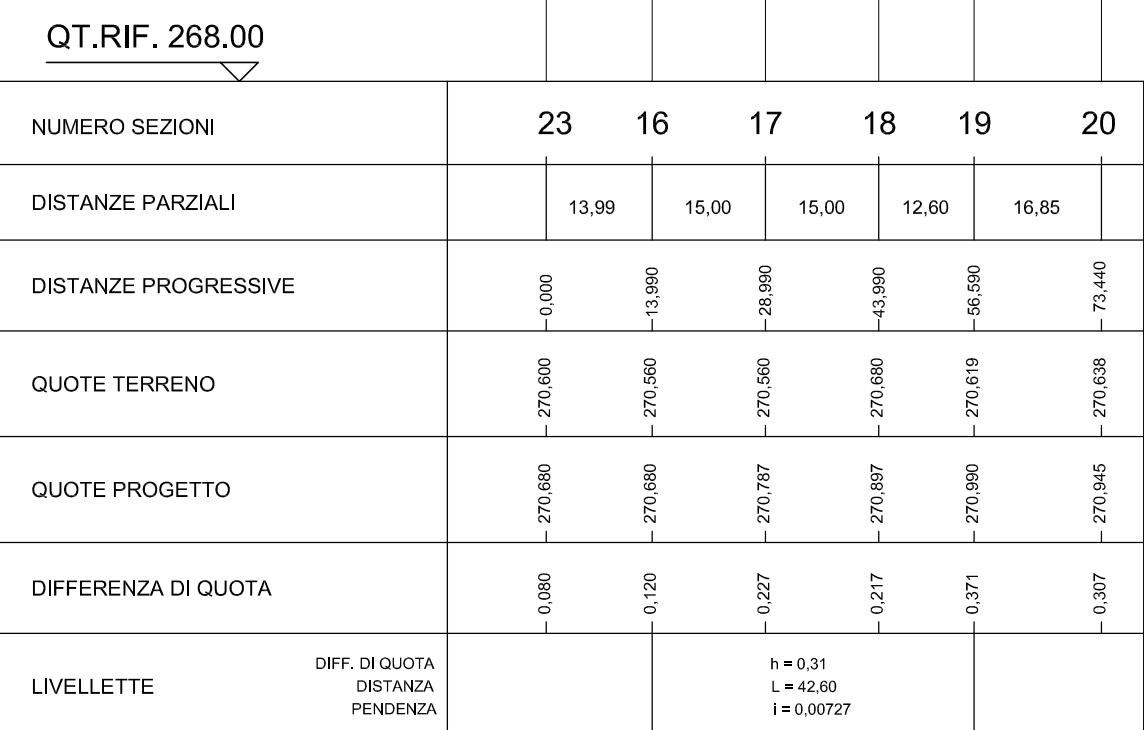 QT.RIF. 268.00
NUMERO SEZIONI 23 16 17 18 19 20
DISTANZE PARZIALI 13,99 15,00 15,00 12,60 16,85
DISTANZE PROGRESSIVE 0,000 13,990 28,990 43,990 56,590 73,440
QUOTE TERRENO 270,600 270,560 270,560 270,680 270,619 270,638
QUOTE PROGETTO 270,680 270,680 270,787 270,897 270,990 270,945
DIFFERENZA DI QUOTA 0,080 0,120 0,227 0,217 0,371 0,307
LIVELLETTE
DIFF. DI QUOTA h = 0,31
DISTANZA L = 42,60
PENDENZA i = 0,00727